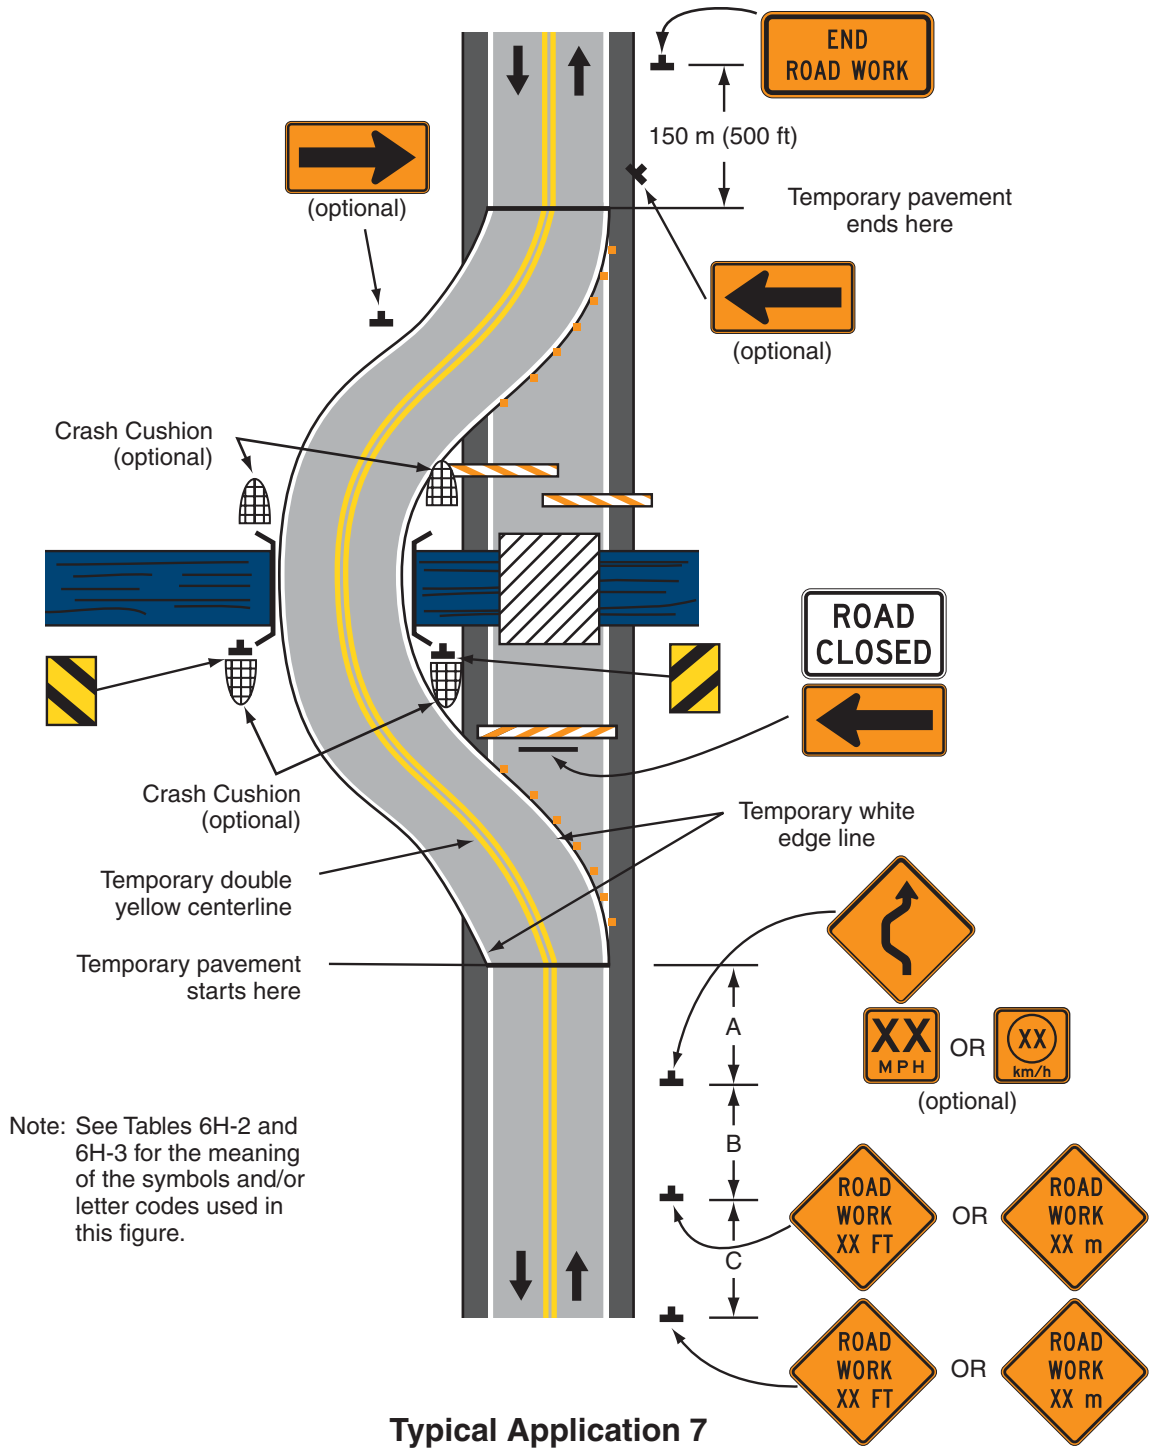 END
ROAD WORK
150 m (500 ft)
(optional)
Temporary pavement
ends here
(optional)
Crash Cushion
(optional)
ROAD
CLOSED
Crash Cushion
(optional)
Temporary white
edge line
Temporary double
yellow centerline
Temporary pavement
starts here
A
XX
MPH
OR
XX
km/h
(optional)
Note: See Tables 6H-2 and
6H-3 for the meaning
of the symbols and/or
letter codes used in
this figure.
B
ROAD
WORK
XX FT
OR
ROAD
WORK
XX m
C
ROAD
WORK
XX FT
OR
ROAD
WORK
XX m
Typical Application 7